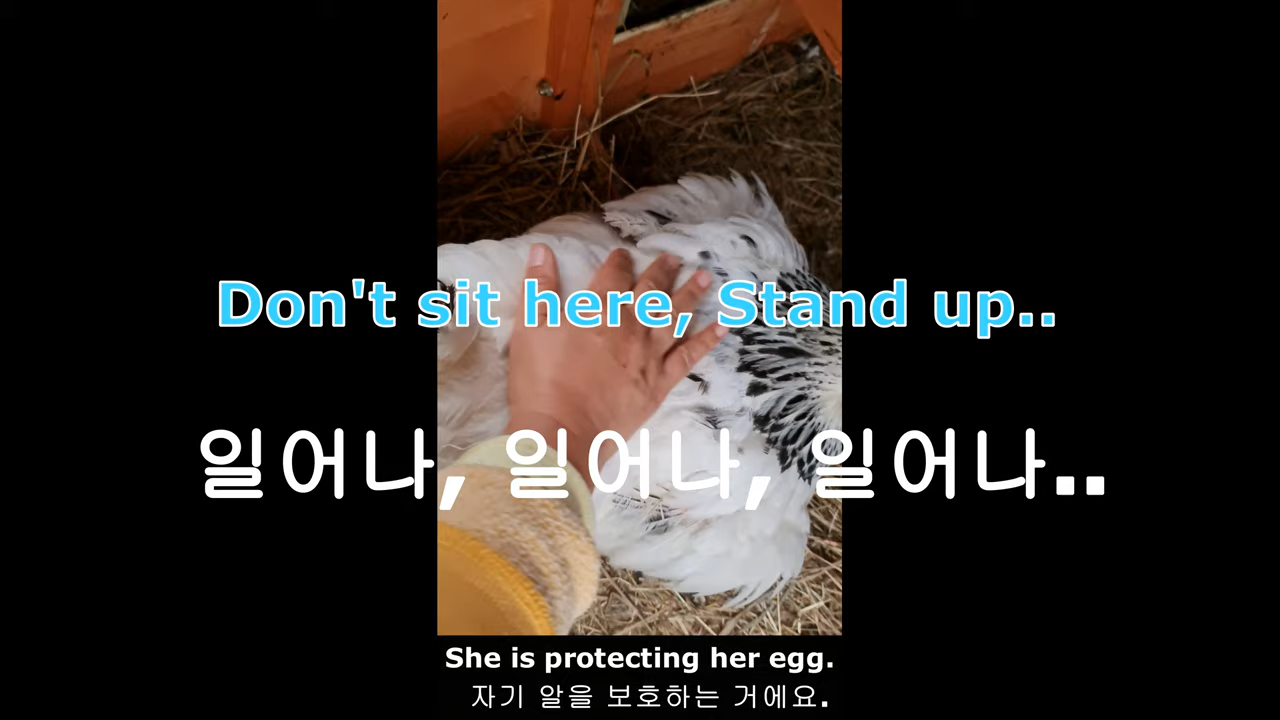 Don't sit here, Stand up..
일어나, 일어나, 일어나..
She is protecting her egg.
자기 알을 보호하는 거에요.